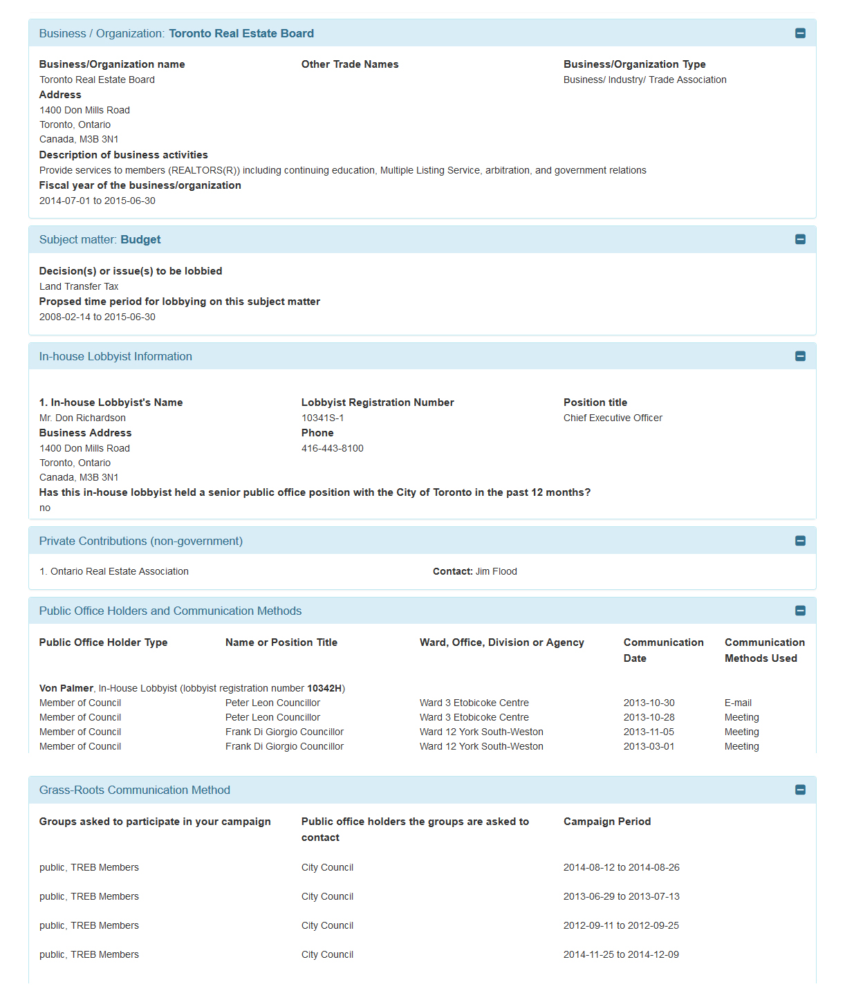 Business / Organization: Toronto Real Estate Board
Business/Organization name Other Trade Names Business/Organization Type
Toronto Real Estate Board Business/ Industry/ Trade Association
Address
1400 Don Mills Road
Toronto, Ontario
Canada, M3B 3N1
Description of business activities
Provide services to members (REALTORS(R)) including continuing education, Multiple Listing Service, arbitration, and government relations
Fiscal year of the business/organization
2014-07-01 to 2015-06-30
Subject matter: Budget
Decision(s) or issue(s) to be lobbied
Land Transfer Tax
Propsed time period for lobbying on this subject matter
2008-02-14 to 2015-06-30
In-house Lobbyist Information
1. In-house Lobbyist's Name Lobbyist Registration Number Position title
Mr. Don Richardson 10341S-1 Chief Executive Officer
Business Address Phone
1400 Don Mills Road 416-443-8100
Toronto, Ontario
Canada, M3B 3N1
Has this in-house lobbyist held a senior public office position with the City of Toronto in the past 12 months?
no
Private Contributions (non-government)
1. Ontario Real Estate Association Contact: Jim Flood
Public Office Holders and Communication Methods
Public Office Holder Type Name or Position Title Ward, Office, Division or Agency Communication Communication
Date Methods Used
Von Palmer, In-House Lobbyist (lobbyist registration number 10342H)
Member of Council Peter Leon Councillor Ward 3 Etobicoke Centre 2013-10-30 E-mail
Member of Council Peter Leon Councillor Ward 3 Etobicoke Centre 2013-10-28 Meeting
Member of Council Frank Di Giorgio Councillor Ward 12 York South-Weston 2013-11-05 Meeting
Member of Council Frank Di Giorgio Councillor Ward 12 York South-Weston 2013-03-01 Meeting
Grass-Roots Communication Method
Groups asked to participate in your campaign Public office holders the groups are asked to Campaign Period
contact
public, TREB Members City Council 2014-08-12 to 2014-08-26
public, TREB Members City Council 2013-06-29 to 2013-07-13
public, TREB Members City Council 2012-09-11 to 2012-09-25
public, TREB Members City Council 2014-11-25 to 2014-12-09